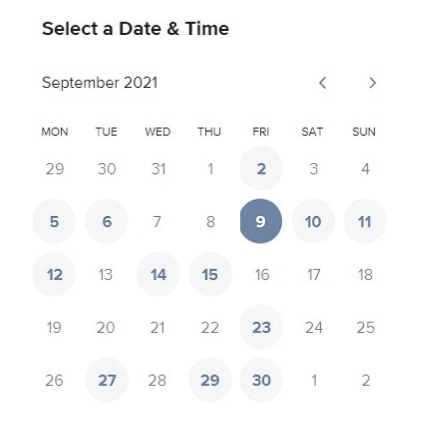 Select a Date & Time
September 2021
MON TUE WED THU FRI SAT SUN
29 30 31 1 2 3 4
5 6 7 8 9 10 11
12 13 14 15 16 17 18
19 20 21 22 23 24 25
26 27 28 29 30 1 2